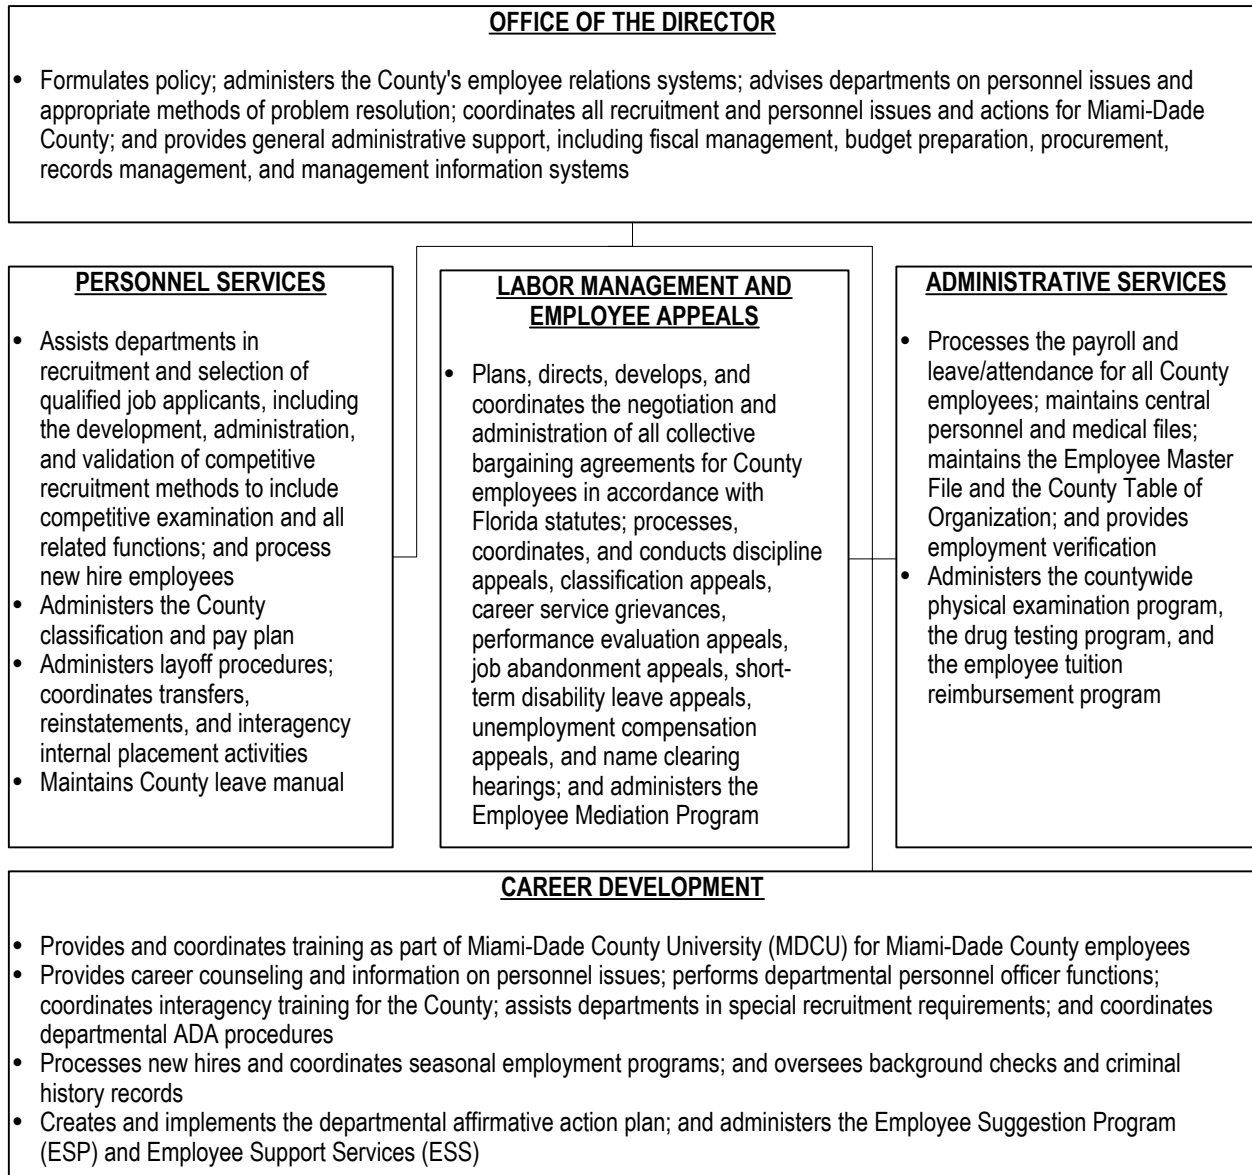 OFFICE OF THE DIRECTOR
• Formulates policy; administers the County's employee relations systems; advises departments on personnel issues and
appropriate methods of problem resolution; coordinates all recruitment and personnel issues and actions for Miami-Dade
County; and provides general administrative support, including fiscal management, budget preparation, procurement,
records management, and management information systems
PERSONNEL SERVICES
• Assists departments in
recruitment and selection of
qualified job applicants, including
the development, administration,
and validation of competitive
recruitment methods to include
competitive examination and all
related functions; and process
new hire employees
• Administers the County
classification and pay plan
• Administers layoff procedures;
coordinates transfers,
reinstatements, and interagency
internal placement activities
• Maintains County leave manual
LABOR MANAGEMENT AND
EMPLOYEE APPEALS
• Plans, directs, develops, and
coordinates the negotiation and
administration of all collective
bargaining agreements for County
employees in accordance with
Florida statutes; processes,
coordinates, and conducts discipline
appeals, classification appeals,
career service grievances,
performance evaluation appeals,
job abandonment appeals, short-
term disability leave appeals,
unemployment compensation
appeals, and name clearing
hearings; and administers the
Employee Mediation Program
ADMINISTRATIVE SERVICES
• Processes the payroll and
leave/attendance for all County
employees; maintains central
personnel and medical files;
maintains the Employee Master
File and the County Table of
Organization; and provides
employment verification
• Administers the countywide
physical examination program,
the drug testing program, and
the employee tuition
reimbursement program
CAREER DEVELOPMENT
• Provides and coordinates training as part of Miami-Dade County University (MDCU) for Miami-Dade County employees
• Provides career counseling and information on personnel issues; performs departmental personnel officer functions;
coordinates interagency training for the County; assists departments in special recruitment requirements; and coordinates
departmental ADA procedures
• Processes new hires and coordinates seasonal employment programs; and oversees background checks and criminal
history records
• Creates and implements the departmental affirmative action plan; and administers the Employee Suggestion Program
(ESP) and Employee Support Services (ESS)